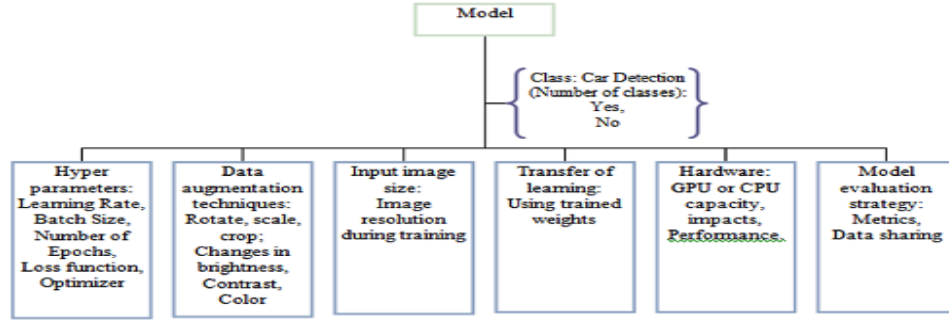 Model
Class: Car Detection
(Number of classes):
Yes,
No
Hyper
parameters:
Learning Rate,
Batch Size,
Number of
Epochs,
Loss function,
Optimizer
Data
augmentation
techniques:
Rotate, scale,
crop;
Changes in
brightness,
Contrast,
Color
Input image
size:
Image
resolution
during training
Transfer of
learning:
Using trained
weights
Hardware:
GPU or CPU
capacity,
impacts,
Performance,
Model
evaluation
strategy:
Metrics,
Data sharing